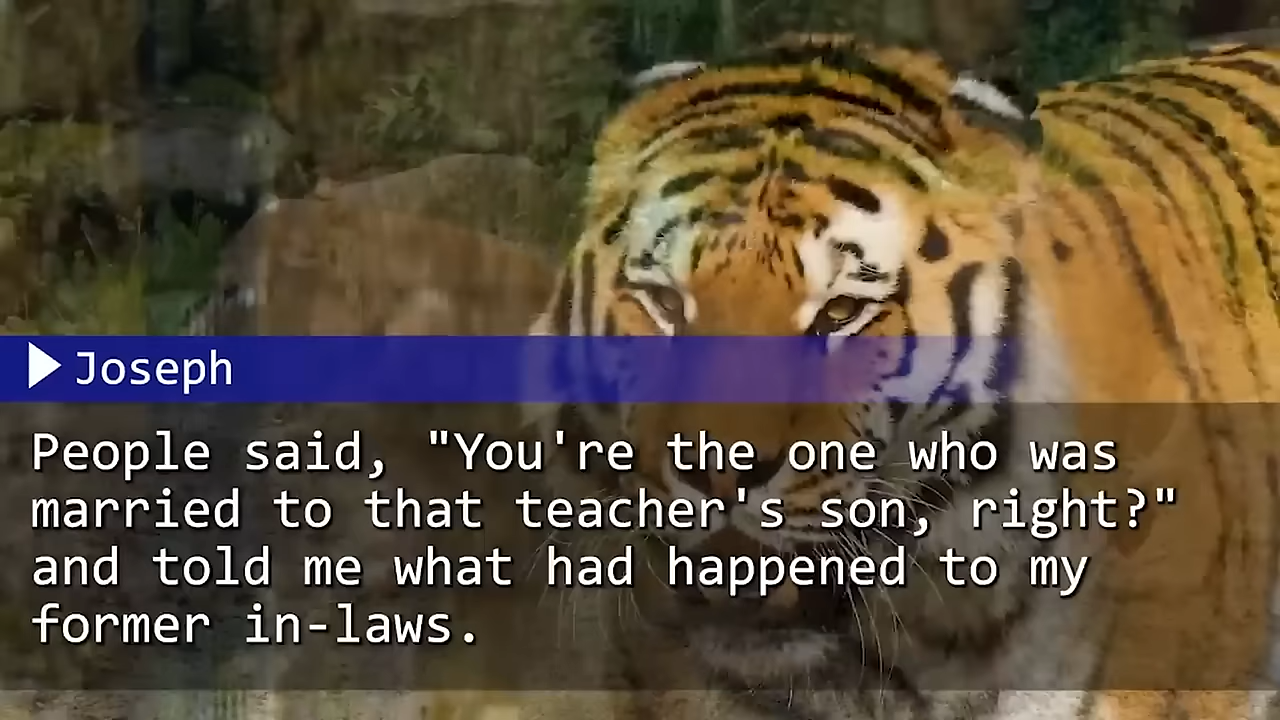 Joseph
People said, "You're the one who was
married to that teacher's son, right?"
and told me what had happened to my
former in-laws.